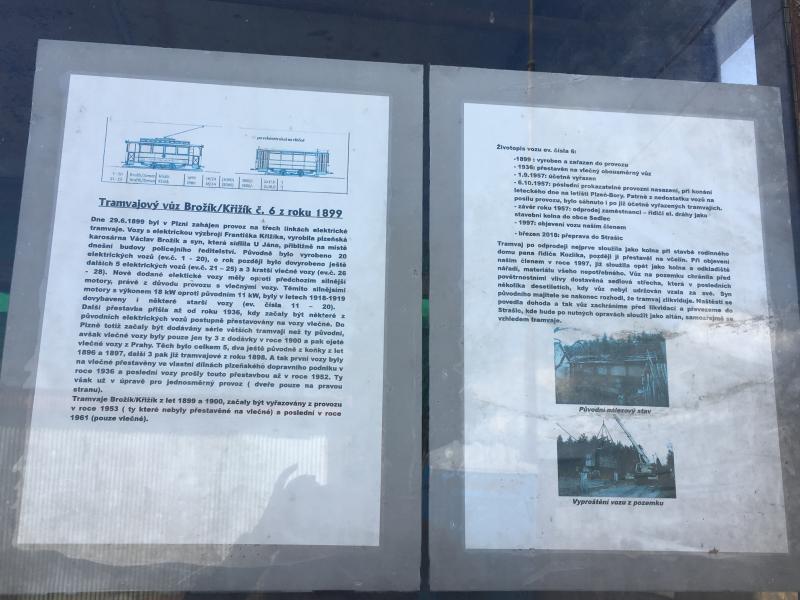 po rekonstrukci na vlečné
Tramvajový vůz Brožík/Křižík č. 6 z roku 1899
Dne 29.6.1899 byl v Plzni zahájen provoz na třech linkách elektrické
tramvaje. Vozy s elektrickou výzbrojí Františka Křižíka, vyrobila plzeňská
karosárna Václav Brožík a syn, která sídlila U Jána, přibližně na místě
dnešní budovy policejního ředitelství. Původně bylo vyrobeno 20
elektrických vozů (ev.č. 1 - 20), o rok později bylo dovyrobeno ještě
dalších 5 elektrických vozů (ev.č. 21 – 25) a 3 kratší vlečné vozy (ev.č. 26
- 28). Nově dodané elektické vozy měly oproti předchozím silnější
motory, právě z důvodu provozu s vlečnými vozy. Těmito silnějšími
motory s výkonem 18 kW oproti původním 11 kW, byly v letech 1918-1919
dovybaveny i některé starší vozy (ev. čísla 11 – 20).
Další přestavba přišla až od roku 1936, kdy začaly být některé z
původních elektrických vozů postupně přestavovány na vozy vlečné. Do
Plzně totiž začaly být dodávány série větších tramvají než ty původní,
avšak vlečné vozy byly pouze jen ty 3 z dodávky v roce 1900 a pak ojeté
vlečné vozy z Prahy. Těch bylo celkem 5, dva ještě původně z koňky z let
1896 a 1897, další 3 pak již tramvajové z roku 1898. A tak první vozy byly
na vlečné přestavěny ve vlastní dílnách plzeňského dopravního podniku v
roce 1936 a poslední vozy prošly touto přestavbou až v roce 1952. Ty
však už v úpravě pro jednosměrný provoz ( dveře pouze na pravou
stranu).
Tramvaje Brožík/Křižík z let 1899 a 1900, začaly být vyřazovány z provozu
v roce 1953 ( ty které nebyly přestavěné na vlečné) a poslední v roce
1961 (pouze vlečné).
Životopis vozu ev. čísla 6:
-1899 : vyroben a zařazen do provozu
- 1936: přestavěn na vlečný obousměrný vůz
- 1.9.1957: účetně vyřazen
- 6.10.1957: poslední prokazatelné provozní nasazení, při konání
leteckého dne na letišti Plzeň-Bory. Patrně z nedostatku vozů na
posilu provozu, bylo sáhnuto i po již účetně vyřazených tramvajích.
- závěr roku 1957: odprodej zaměstnanci – řidiči el. dráhy jako
stavební kolna do obce Sedlec
- 1997: objevení vozu naším členem
- březen 2018: přeprava do Strašic
Tramvaj po odprodeji nejprve sloužila jako kolna při stavbě rodinného
domu pana řidiče Kozlíka, později ji přestavěl na včelín. Při objevení
naším členem v roce 1997, již sloužila opět jako kolna a odkladiště
nářadí, materiálu všeho nepotřebného. Vůz na pozemku chránila před
povětrnostními vlivy dostavěná sedlová střecha, která v posledních
několika desetiletích, kdy vůz nebyl udržován vzala za své. Syn
původního majitele se nakonec rozhodl, že tramvaj zlikviduje. Naštěstí se
povedla dohoda a tak vůz zachráníme před likvidací a převezeme do
Strašic, kde bude po nutných opravách sloužit jako altán, samozřejmě se
vzhledem tramvaje.
Původní nálezový stav
Vyproštění vozu z pozemku